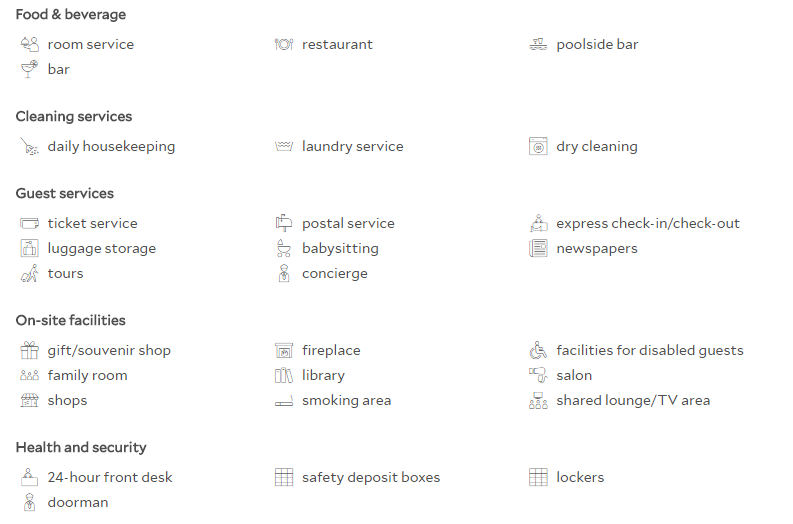 Food & beverage
room service restaurant poolside bar
bar
Cleaning services
daily housekeeping laundry service dry cleaning
Guest services
ticket service postal service express check-in/check-out
luggage storage babysitting newspapers
tours concierge
On-site facilities
gift/souvenir shop fireplace facilities for disabled guests
family room library salon
shops smoking area shared lounge/TV area
Health and security
24-hour front desk safety deposit boxes lockers
doorman